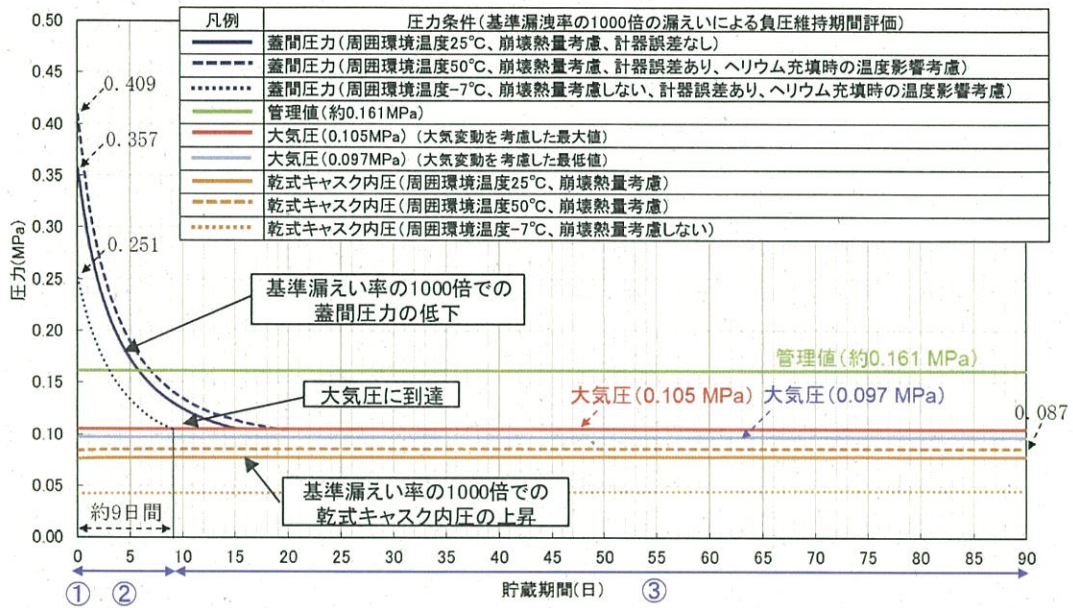 凡例 圧力条件(基準漏洩率の1000倍の漏えいによる負圧維持期間評価)
蓋間圧力(周囲環境温度25℃、崩壊熱量考慮、計器誤差なし)
蓋間圧力(周囲環境温度50℃、崩壊熱量考慮、計器誤差あり、ヘリウム充填時の温度影響考慮)
蓋間圧力(周囲環境温度-7℃、崩壊熱量考慮しない、計器誤差あり、ヘリウム充填時の温度影響考慮)
管理値(約0.161MPa)
大気圧(0.105MPa) (大気変動を考慮した最大値)
大気圧(0.097MPa) (大気変動を考慮した最低値)
乾式キャスク内圧(周囲環境温度25℃、崩壊熱量考慮)
乾式キャスク内圧(周囲環境温度50℃、崩壊熱量考慮)
乾式キャスク内圧(周囲環境温度-7℃、崩壊熱量考慮しない)
圧力(MPa)
0.50
0.45
0.40
0.35
0.30
0.25
0.20
0.15
0.10
0.05
0.00
0.409
0.357
0.251
基準漏えい率の1000倍での
蓋間圧力の低下
管理値(約0.161 MPa)
大気圧に到達
大気圧(0.105 MPa)
大気圧(0.097 MPa)
0.087
基準漏えい率の1000倍での
乾式キャスク内圧の上昇
約9日間
0 5 10 15 20 25 30 35 40 45 50 55 60 65 70 75 80 85 90
① ② 貯蔵期間(日) ③